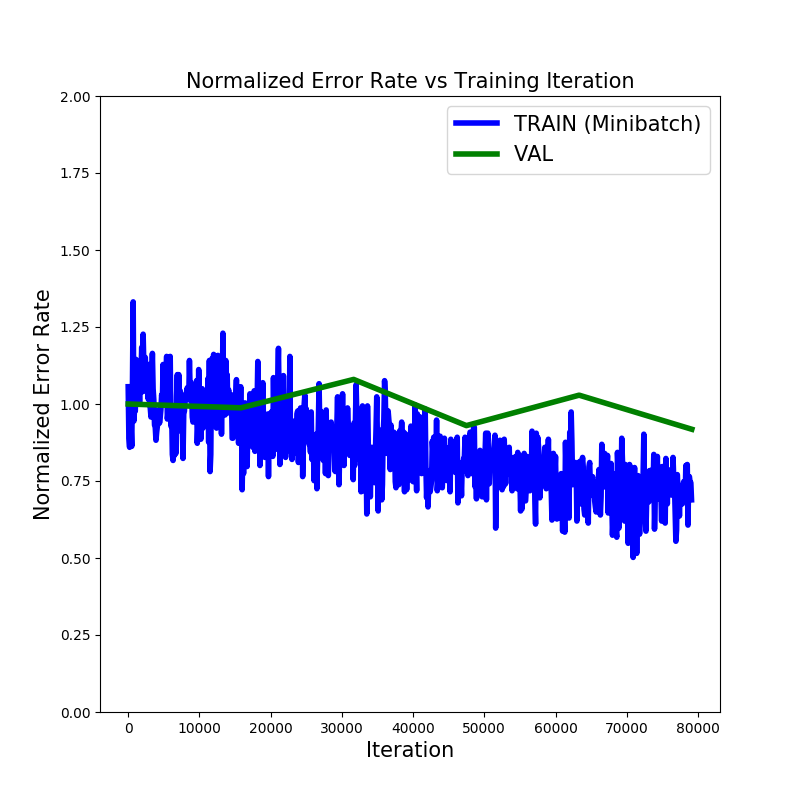 Normalized Error Rate vs Training Iteration
TRAIN (Minibatch)
VAL
Normalized Error Rate
2.00
1.75
1.50
1.25
1.00
0.75
0.50
0.25
0.00
0 10000 20000 30000 40000 50000 60000 70000 80000
Iteration